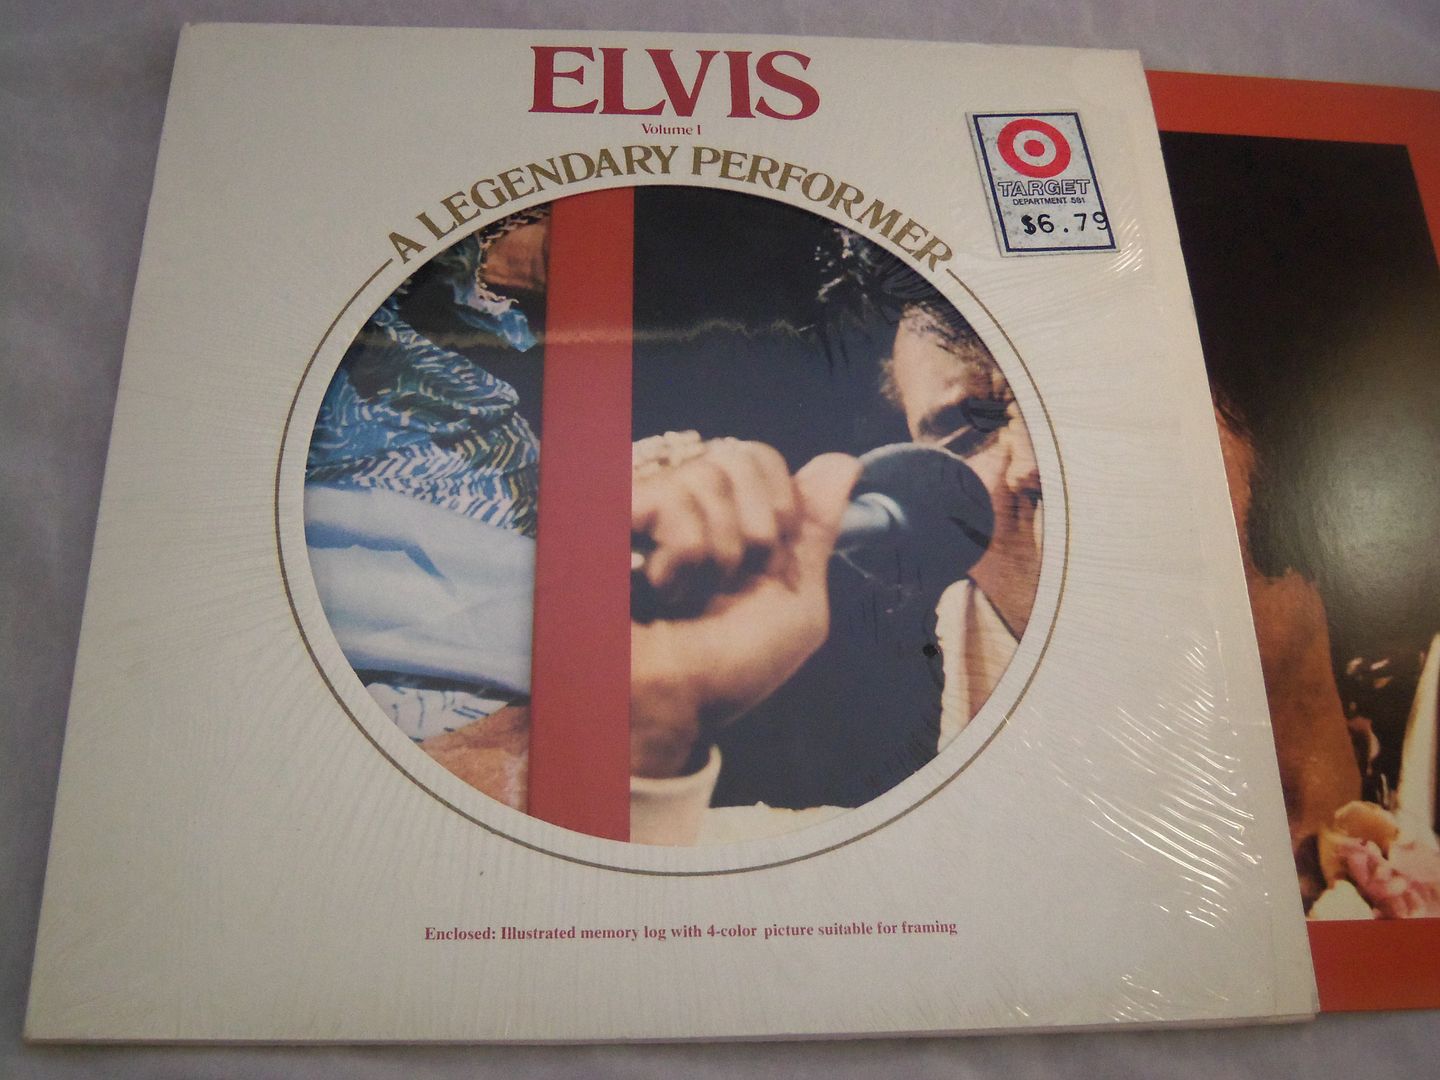 ELVIS
Volume I
A LEGENDARY PERFORMER
TARGET
DEPARTMENT 581
$6.79
Enclosed: Illustrated memory log with 4-color picture suitable for framing